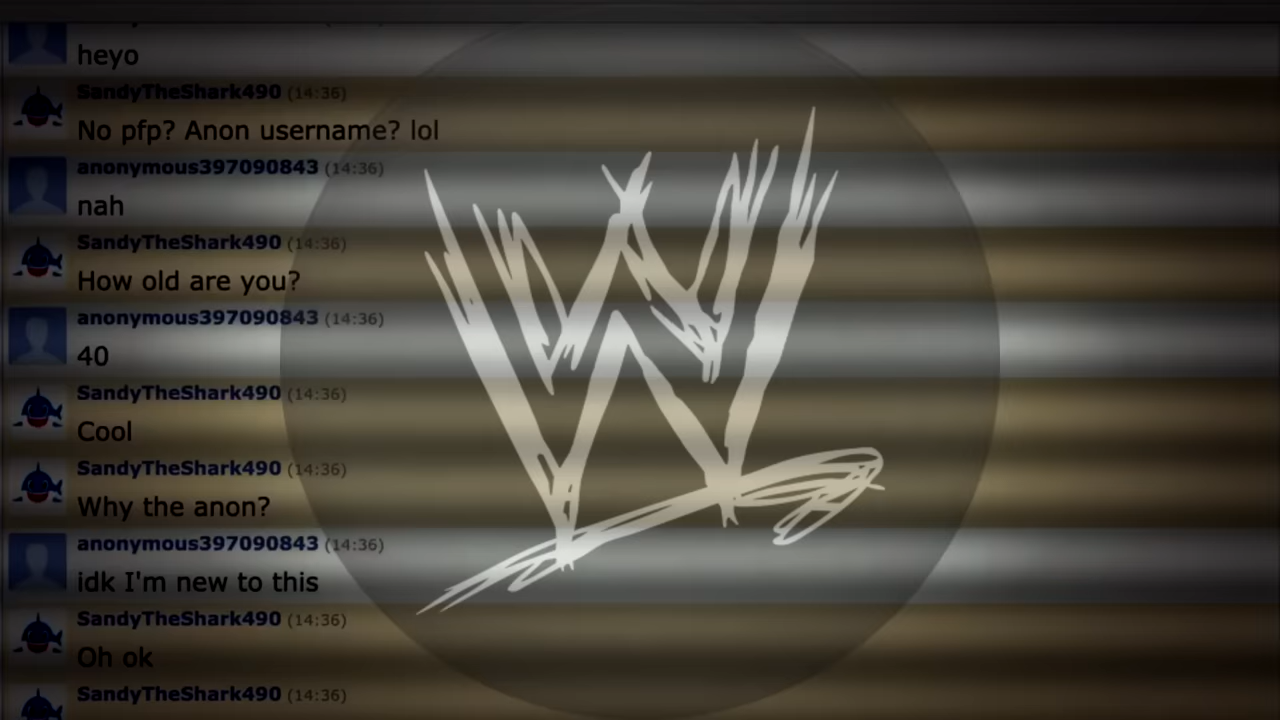 heyo
SandyTheShark490 (14:36)
No pfp? Anon username? lol
anonymous397090843 (14:36)
nah
SandyTheShark490 (14:36)
How old are you?
anonymous397090843 (14:36)
40
SandyTheShark490 (14:36)
Cool
SandyTheShark490 (14:36)
Why the anon?
anonymous397090843 (14:36)
idk I'm new to this
SandyTheShark490 (14:36)
Oh ok
SandyTheShark490 (14:36)